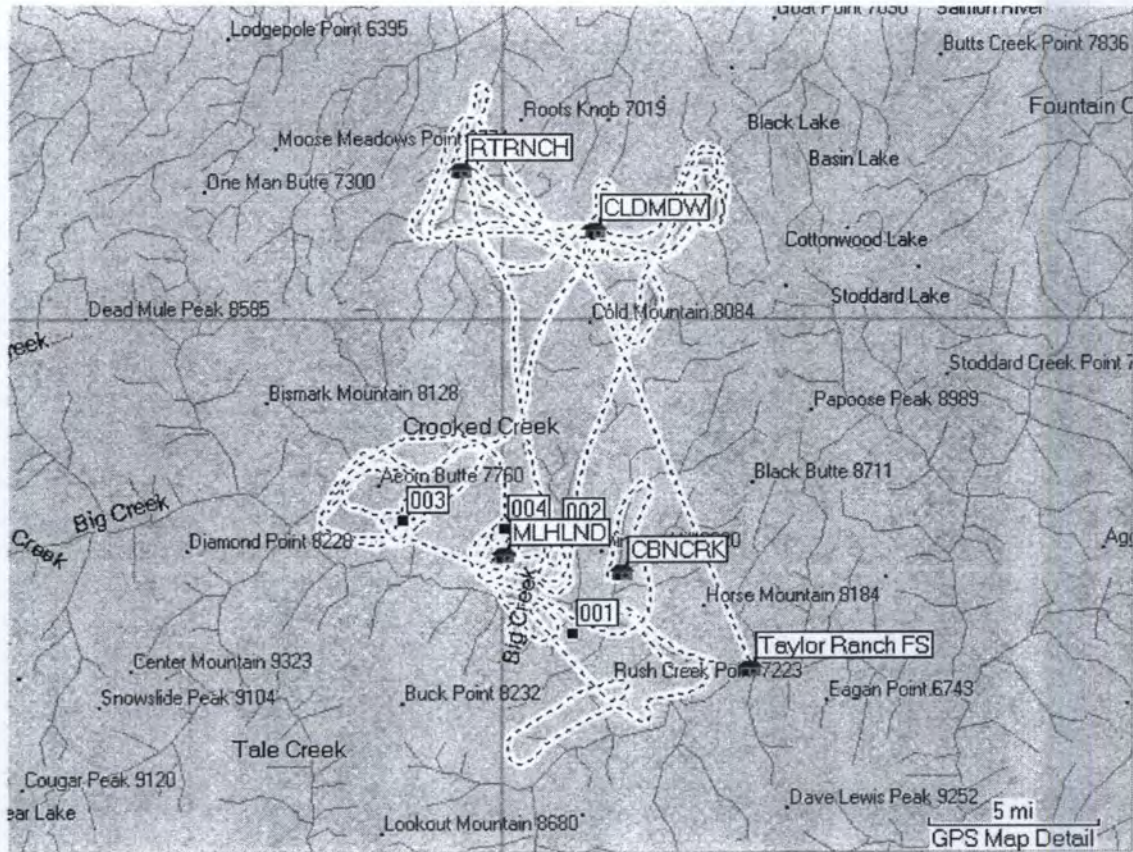 Lodgepole Point 6395
Salmon River
Butts Creek Point 7836
Roots Knob 7019
Fountain
Black Lake
Moose Meadows Point
RTRNCH
Basin Lake
One Man Butte 7300
CLDMDW
Cottonwood Lake
Stoddard Lake
Dead Mule Peak 8585
Cold Mountain 8084
Stoddard Creek Point 7
Bismark Mountain 8128
Papoose Peak 8989
Crooked Creek
Acorn Butte 7760
Black Butte 8711
003
004
002
Big Creek
MLHLND
Creek
Diamond Point 8228
CBNCRK
Horse Mountain 8184
001
Big Creek
Taylor Ranch FS
Center Mountain 9323
Rush Creek Point 7223
Snowslide Peak 9104
Buck Point 8232
Eagan Point 6743
Tale Creek
Cougar Peak 9120
Dave Lewis Peak 9252
ear Lake
5 mi
Lookout Mountain 8680
GPS Map Detail